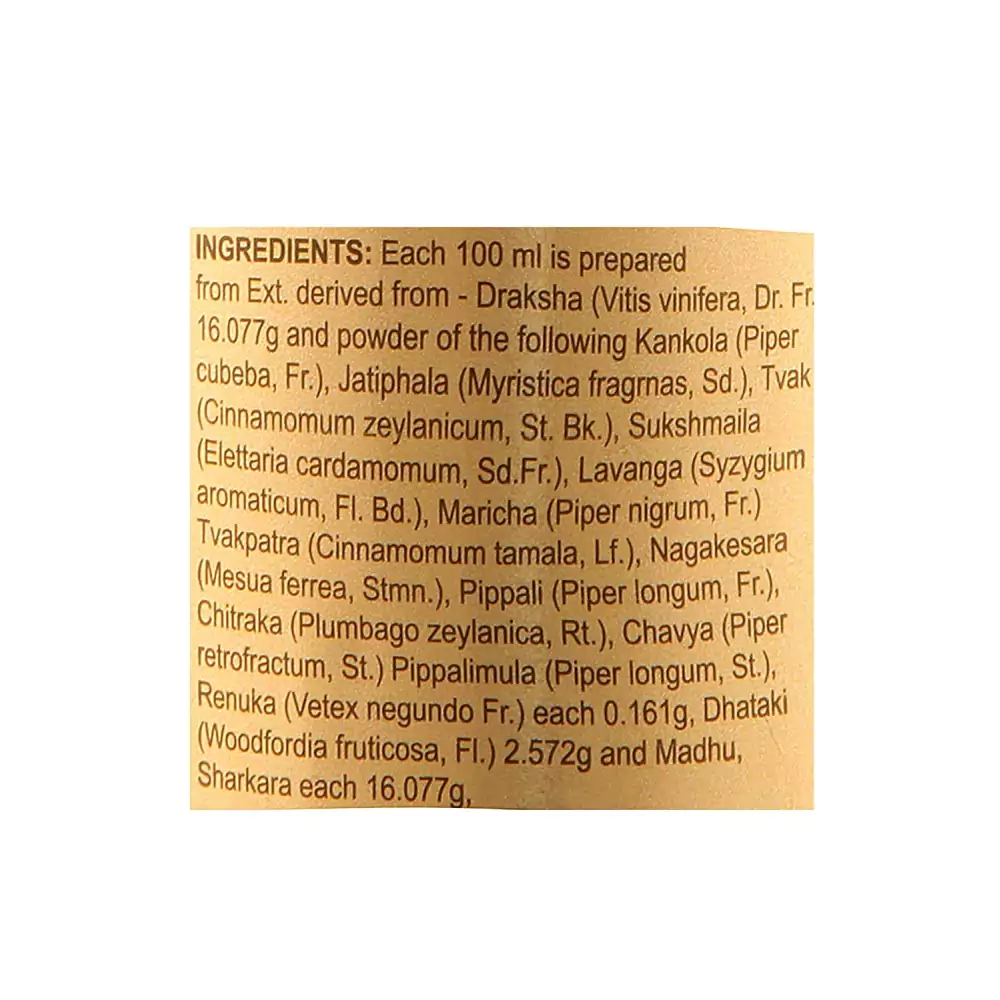 INGREDIENTS: Each 100 ml is prepared
from Ext. derived from - Draksha (Vitis vinifera, Dr. Fr.
16.077g and powder of the following Kankola (Piper
cubeba, Fr.), Jatiphala (Myristica fragrnas, Sd.), Tvak
(Cinnamomum zeylanicum, St. Bk.), Sukshmaila
(Elettaria cardamomum, Sd.Fr.), Lavanga (Syzygium
aromaticum, Fl. Bd.), Maricha (Piper nigrum, Fr.)
Tvakpatra (Cinnamomum tamala, Lf.), Nagakesara
(Mesua ferrea, Stmn.), Pippali (Piper longum, Fr.),
Chitraka (Plumbago zeylanica, Rt.), Chavya (Piper
retrofractum, St.) Pippalimula (Piper longum, St.),
Renuka (Vetex negundo Fr.) each 0.161g, Dhataki
(Woodfordia fruticosa, Fl.) 2.572g and Madhu,
Sharkara each 16.077g,